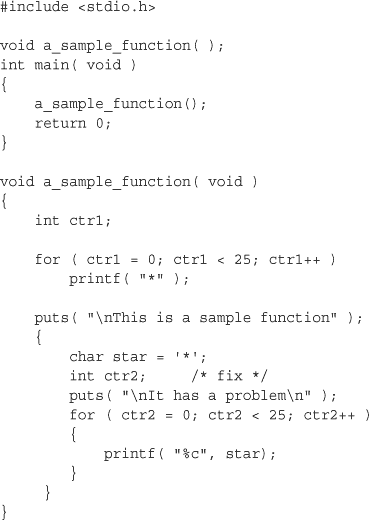 #include <stdio.h>

void a_sample_function( );
int main( void )
{
    a_sample_function();
    return 0;
}

void a_sample_function( void )
{
    int ctr1;

    for ( ctr1 = 0; ctr1 < 25; ctr1++ )
        printf( "*" );

    puts( "\nThis is a sample function" );
    {
        char star = '*';
        int ctr2;     /* fix */
        puts( "\nIt has a problem\n" );
        for ( ctr2 = 0; ctr2 < 25; ctr2++ )
        {
            printf( "%c", star);
        }
     }
}